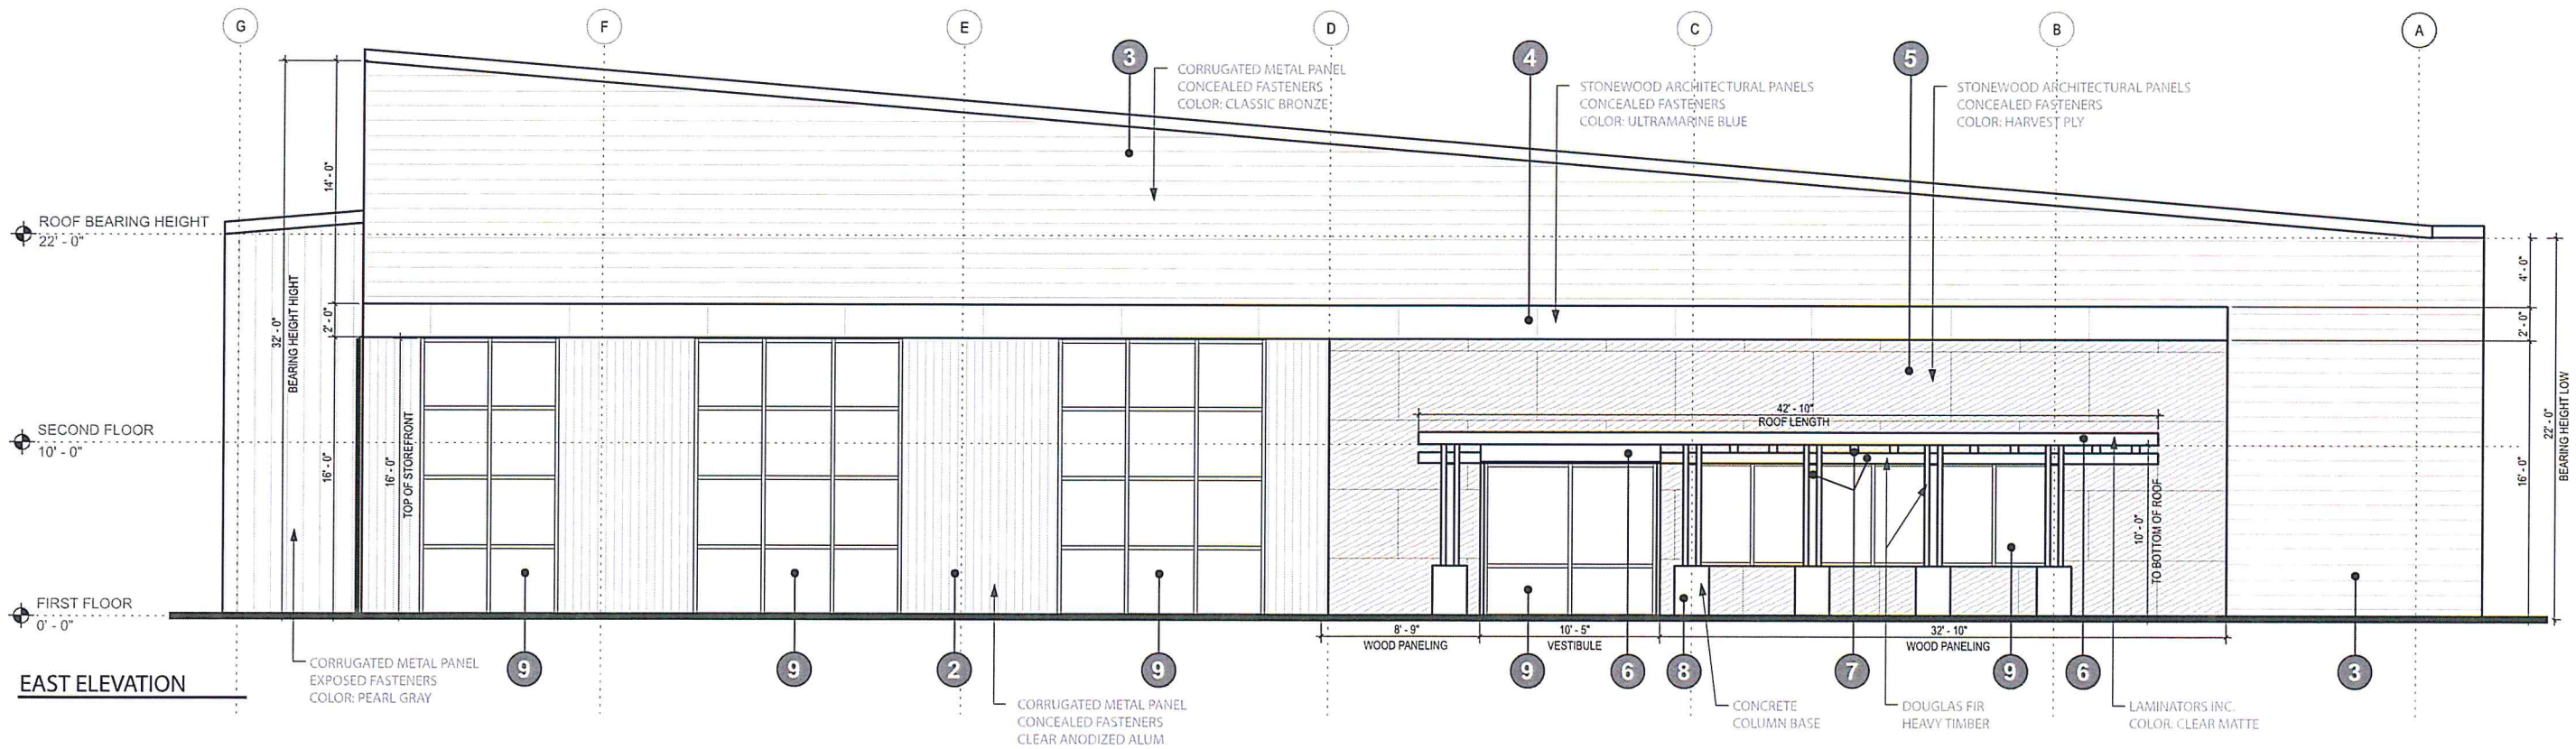 G
F
E
D
C
B
A
3
CORRUGATED METAL PANEL
CONCEALED FASTENERS
COLOR: CLASSIC BRONZE
4
STONEWOOD ARCHITECTURAL PANELS
CONCEALED FASTENERS
COLOR: ULTRAMARINE BLUE
5
STONEWOOD ARCHITECTURAL PANELS
CONCEALED FASTENERS
COLOR: HARVEST PLY
ROOF BEARING HEIGHT
22' - 0"
SECOND FLOOR
10' - 0"
FIRST FLOOR
0' - 0"
32' - 0"
BEARING HEIGHT HIGHT
14' - 0"
2' - 0"
16' - 0"
16' - 0"
TOP OF STOREFRONT
42' - 10"
ROOF LENGTH
10' - 0"
TO BOTTOM OF ROOF
4' - 0"
2' - 0"
16' - 0"
22' - 0"
BEARING HEIGHT LOW
8' - 9"
WOOD PANELING
10' - 5"
VESTIBULE
32' - 10"
WOOD PANELING
9
9
2
9
9
6
8
7
9
6
3
CORRUGATED METAL PANEL
EXPOSED FASTENERS
COLOR: PEARL GRAY
CORRUGATED METAL PANEL
CONCEALED FASTENERS
CLEAR ANODIZED ALUM
CONCRETE
COLUMN BASE
DOUGLAS FIR
HEAVY TIMBER
LAMINATORS INC.
COLOR: CLEAR MATTE
EAST ELEVATION